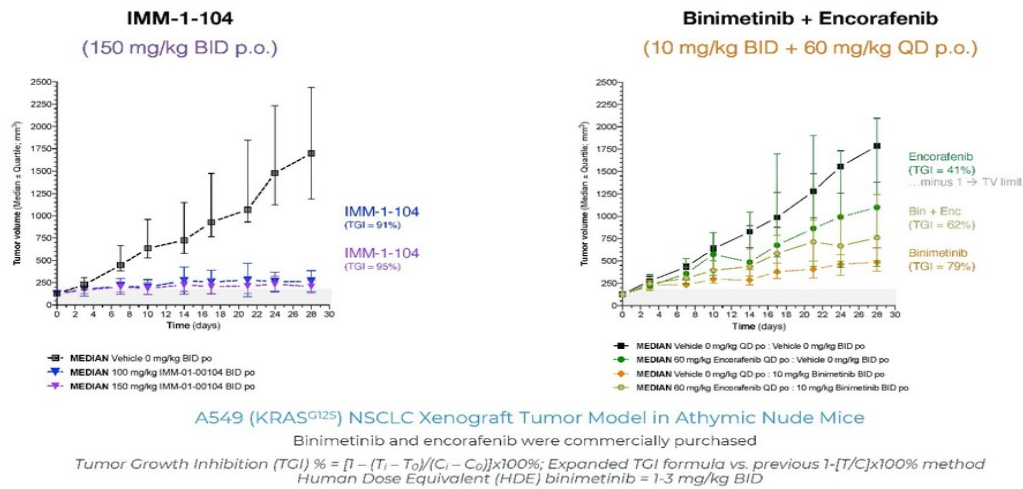 IMM-1-104
(150 mg/kg BID p.o.)
Tumor volume (Median ± Quartile; mm³)
2500
2250
2000
1750
1500
1250
1000
750
500
250
0
0 2 4 6 8 10 12 14 16 18 20 22 24 26 28 30
Time (days)
IMM-1-104
(TGI = 91%)
IMM-1-104
(TGI = 95%)
MEDIAN Vehicle 0 mg/kg BID po
MEDIAN 100 mg/kg IMM-01-00104 BID po
MEDIAN 150 mg/kg IMM-01-00104 BID po
Binimetinib + Encorafenib
(10 mg/kg BID + 60 mg/kg QD p.o.)
Tumor volume (Median ± Quartile; mm³)
2500
2250
2000
1750
1500
1250
1000
750
500
250
0
0 2 4 6 8 10 12 14 16 18 20 22 24 26 28 30
Time (days)
Encorafenib
(TGI = 41%)
...minus 1 → TV limit
Bin + Enc
(TGI = 62%)
Binimetinib
(TGI = 79%)
MEDIAN Vehicle 0 mg/kg QD po : Vehicle 0 mg/kg BID po
MEDIAN 60 mg/kg Encorafenib QD po : Vehicle 0 mg/kg BID po
MEDIAN Vehicle 0 mg/kg QD po : 10 mg/kg Binimetinib BID po
MEDIAN 60 mg/kg Encorafenib QD po : 10 mg/kg Binimetinib BID po
A549 (KRASG12S) NSCLC Xenograft Tumor Model in Athymic Nude Mice
Binimetinib and encorafenib were commercially purchased
Tumor Growth Inhibition (TGI) % = [1 – (Ti – T0)/(Ci – C0)]x100%; Expanded TGI formula vs. previous 1-[T/C]x100% method
Human Dose Equivalent (HDE) binimetinib = 1-3 mg/kg BID